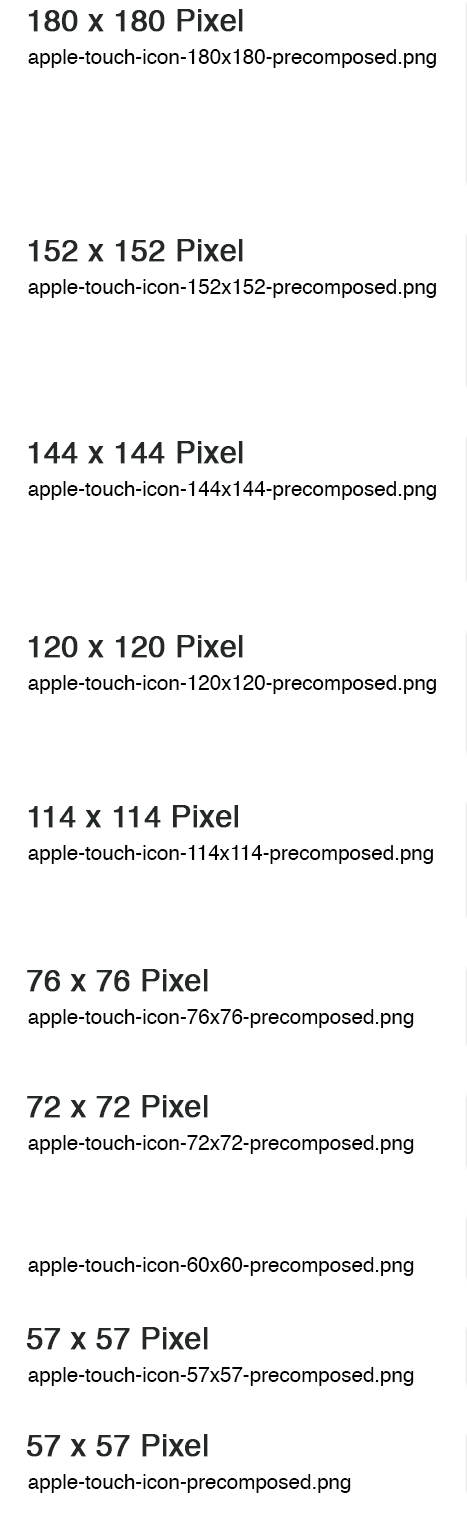 180 x 180 Pixel
apple-touch-icon-180x180-precomposed.png
152 x 152 Pixel
apple-touch-icon-152x152-precomposed.png
144 x 144 Pixel
apple-touch-icon-144x144-precomposed.png
120 x 120 Pixel
apple-touch-icon-120x120-precomposed.png
114 x 114 Pixel
apple-touch-icon-114x114-precomposed.png
76 x 76 Pixel
apple-touch-icon-76x76-precomposed.png
72 x 72 Pixel
apple-touch-icon-72x72-precomposed.png
apple-touch-icon-60x60-precomposed.png
57 x 57 Pixel
apple-touch-icon-57x57-precomposed.png
57 x 57 Pixel
apple-touch-icon-precomposed.png